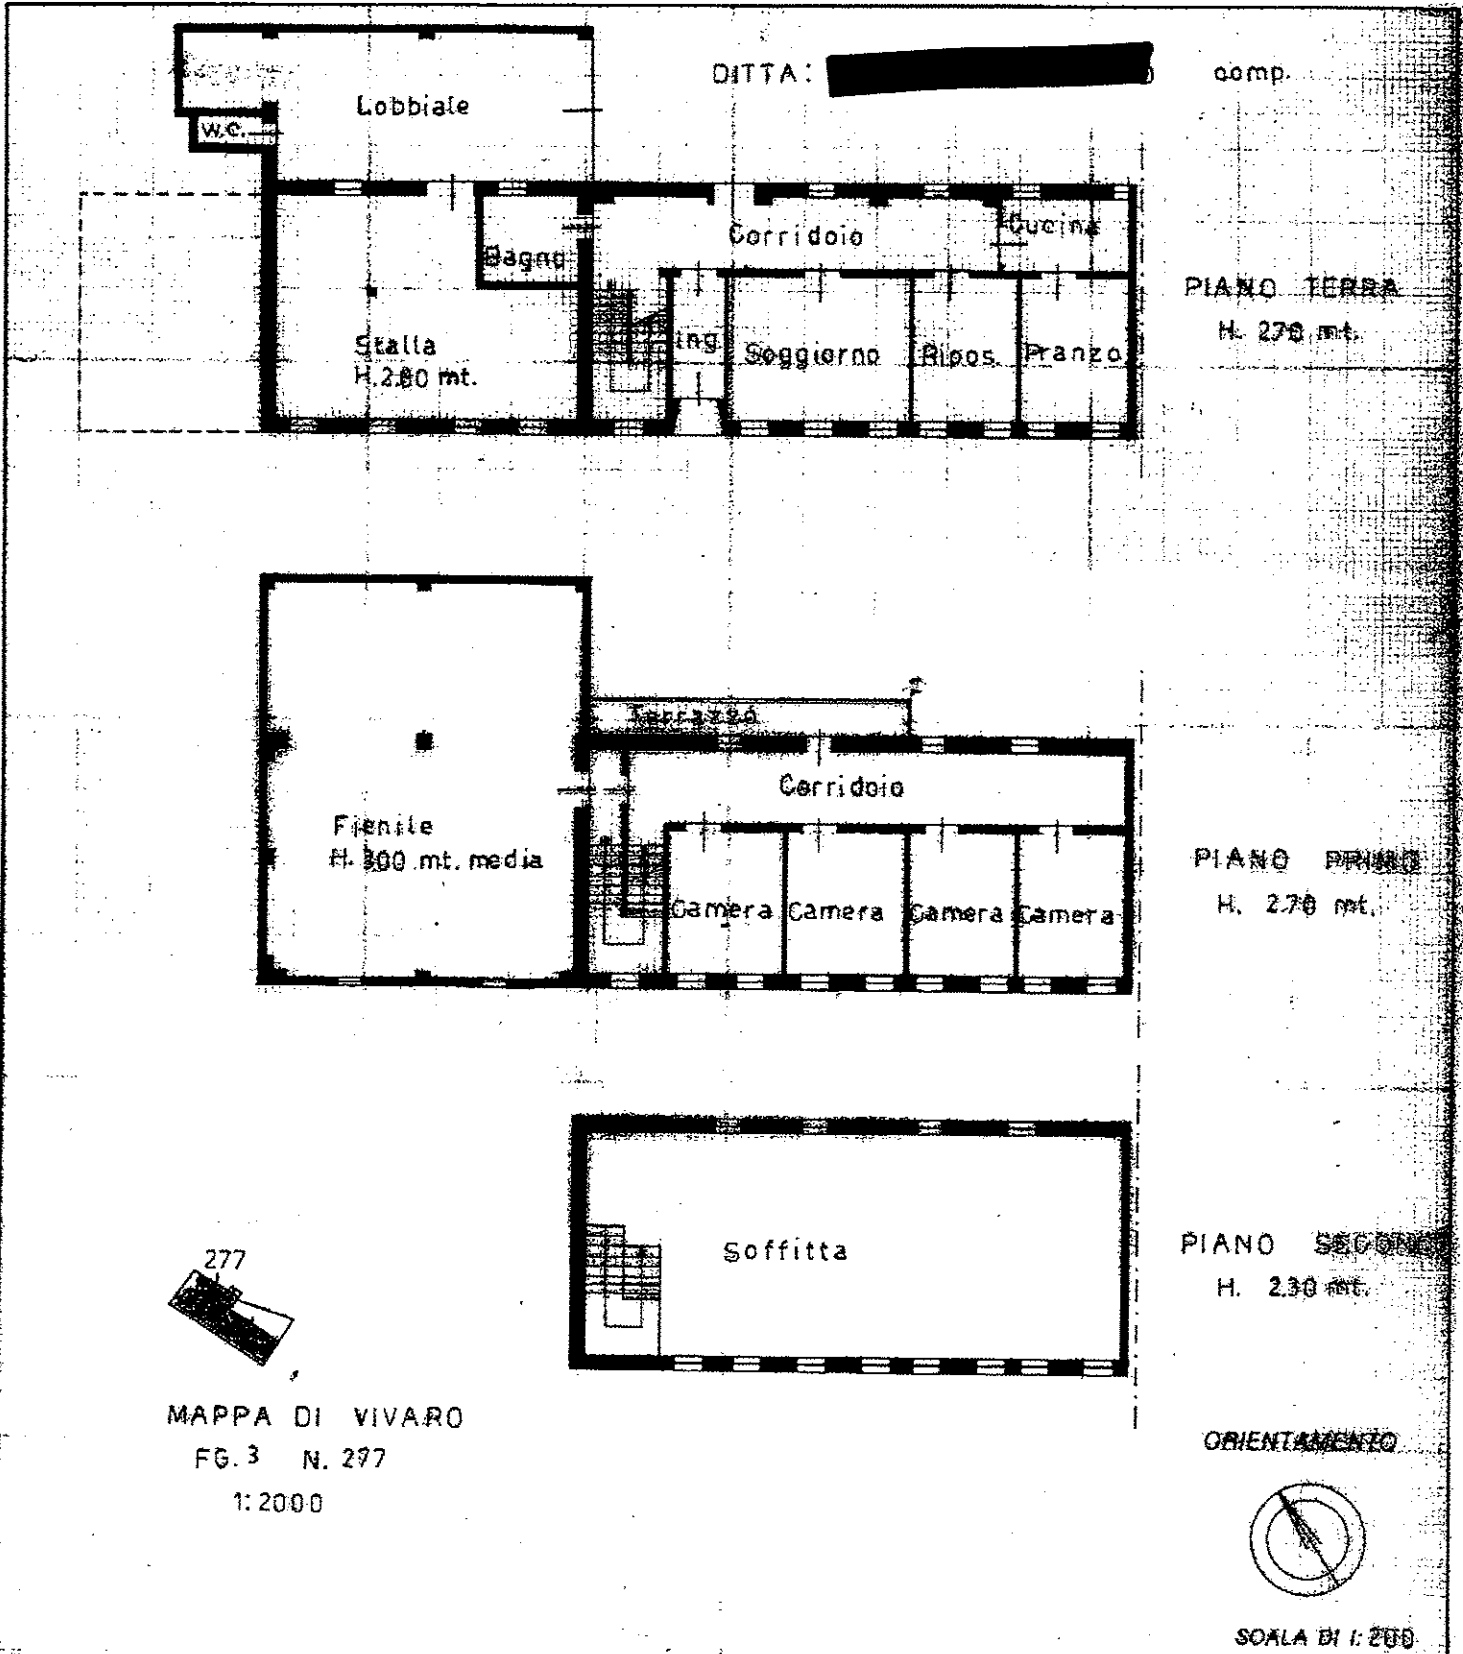 DITTA: comp.
Lobbiale
w.c.
Corridoio
Cucina
Bagno
PIANO TERRA
H. 270 mt.
Stalla
H. 2.80 mt.
ing.
Soggiorno
Ripos.
Pranzo
Terrazzo
Corridoio
Fienile
H. 300 mt. media
PIANO PRIMO
H. 2.70 mt.
Camera
Camera
Camera
Camera
Soffitta
PIANO SECONDO
H. 2.30 mt.
277
MAPPA DI VIVARO
FG. 3 N. 277
1:2000
ORIENTAMENTO
SCALA DI 1:200